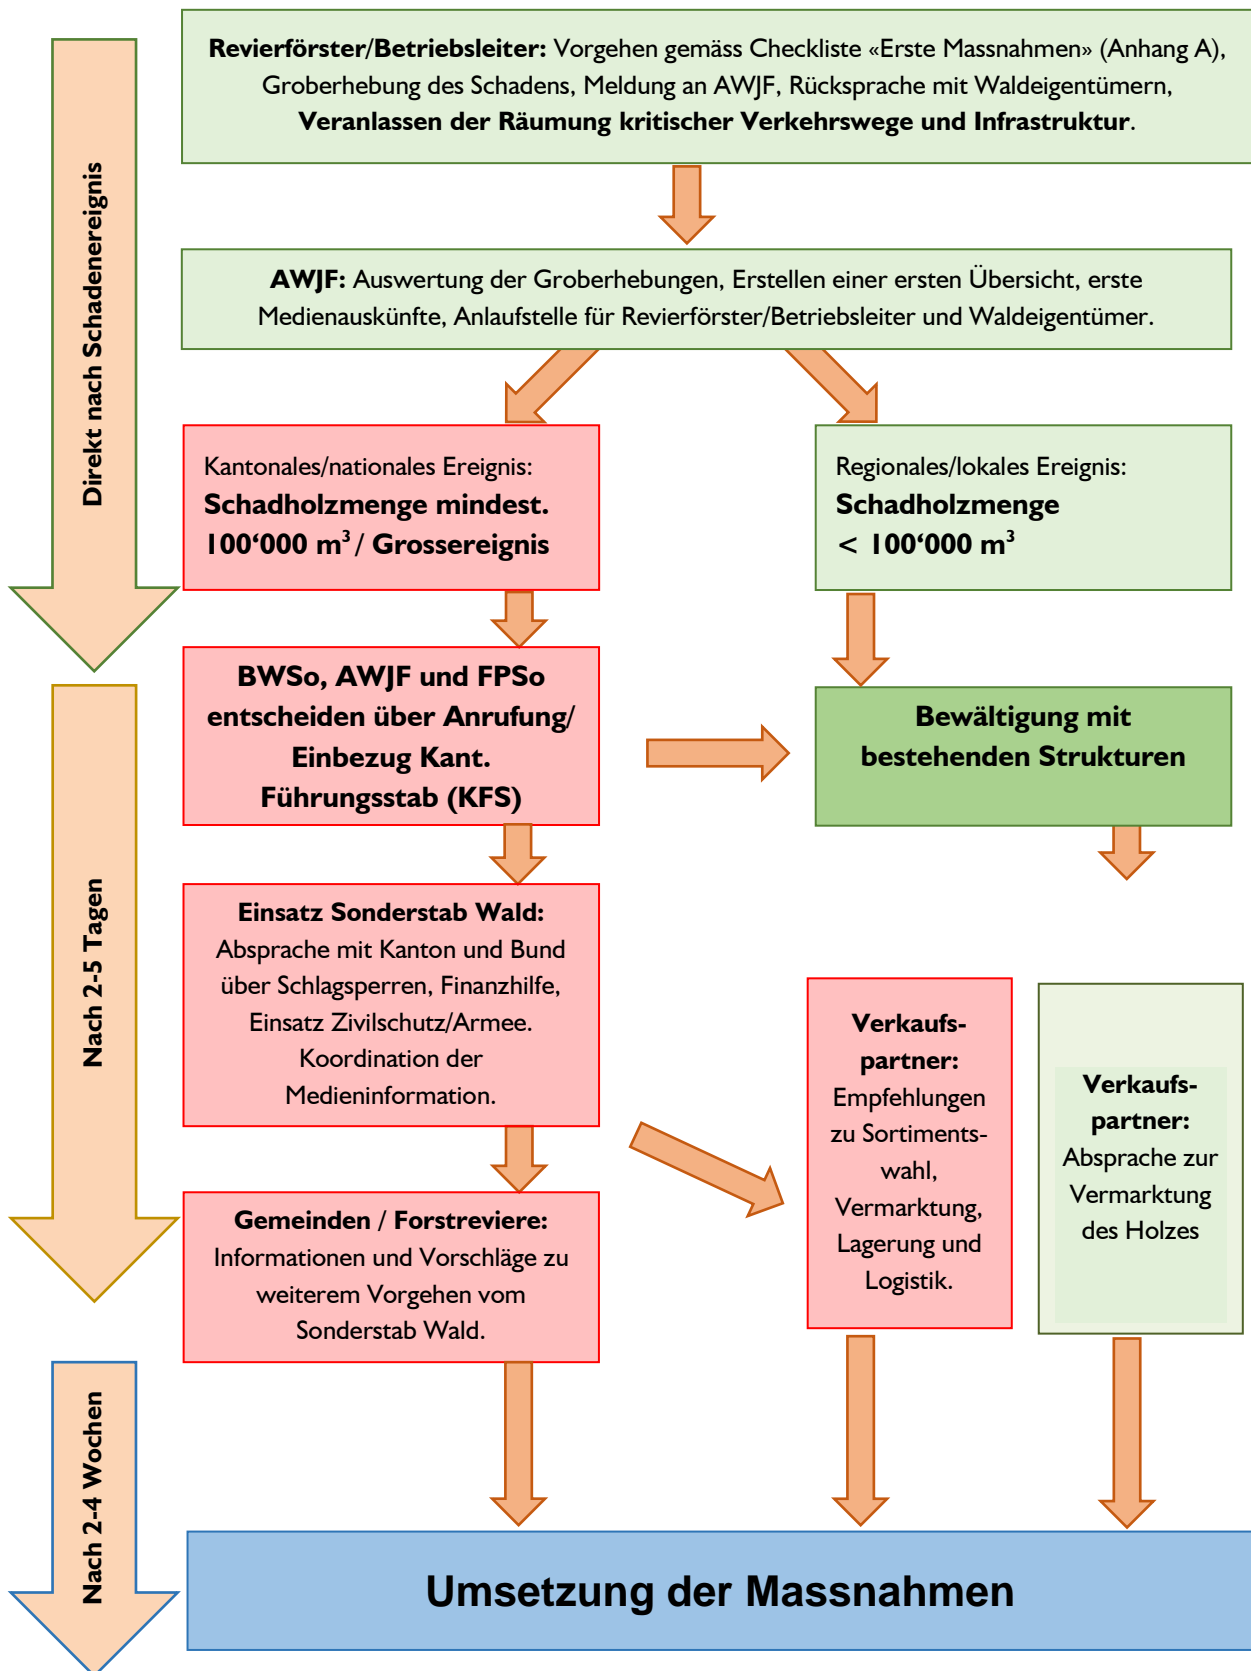 Direkt nach Schadenereignis
Revierförster/Betriebsleiter: Vorgehen gemäss Checkliste «Erste Massnahmen» (Anhang A),
Groberhebung des Schadens, Meldung an AWJF, Rücksprache mit Waldeigentümern,
Veranlassen der Räumung kritischer Verkehrswege und Infrastruktur.
AWJF: Auswertung der Groberhebungen, Erstellen einer ersten Übersicht, erste
Medienauskünfte, Anlaufstelle für Revierförster/Betriebsleiter und Waldeigentümer.
Kantonales/nationales Ereignis:
Schadholzmenge mindest.
100‘000 m³ / Grossereignis
Regionales/lokales Ereignis:
Schadholzmenge
< 100‘000 m³
Nach 2-5 Tagen
BWSo, AWJF und FPSo
entscheiden über Anrufung/
Einbezug Kant.
Führungsstab (KFS)
Bewältigung mit
bestehenden Strukturen
Einsatz Sonderstab Wald:
Absprache mit Kanton und Bund
über Schlagsperren, Finanzhilfe,
Einsatz Zivilschutz/Armee.
Koordination der
Medieninformation.
Verkaufs-
partner:
Empfehlungen
zu Sortiments-
wahl,
Vermarktung,
Lagerung und
Logistik.
Verkaufs-
partner:
Absprache zur
Vermarktung
des Holzes
Gemeinden / Forstreviere:
Informationen und Vorschläge zu
weiterem Vorgehen vom
Sonderstab Wald.
Nach 2-4 Wochen
Umsetzung der Massnahmen